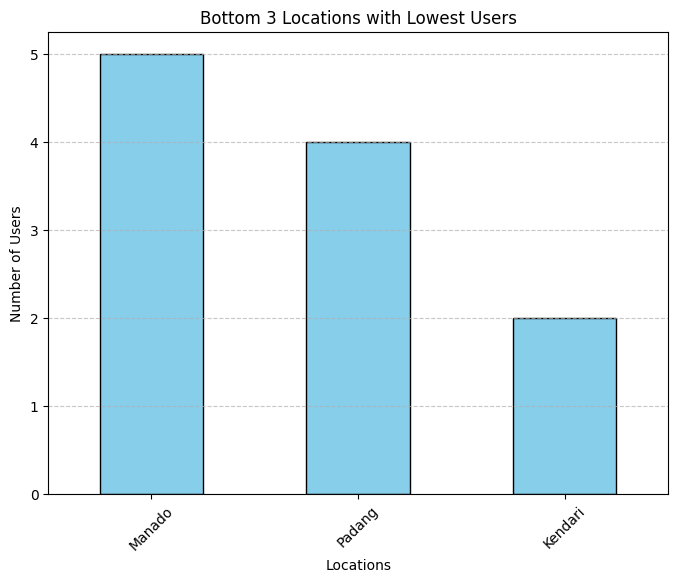 Bottom 3 Locations with Lowest Users
Number of Users
5
4
3
2
1
0
Manado
Padang
Kendari
Locations